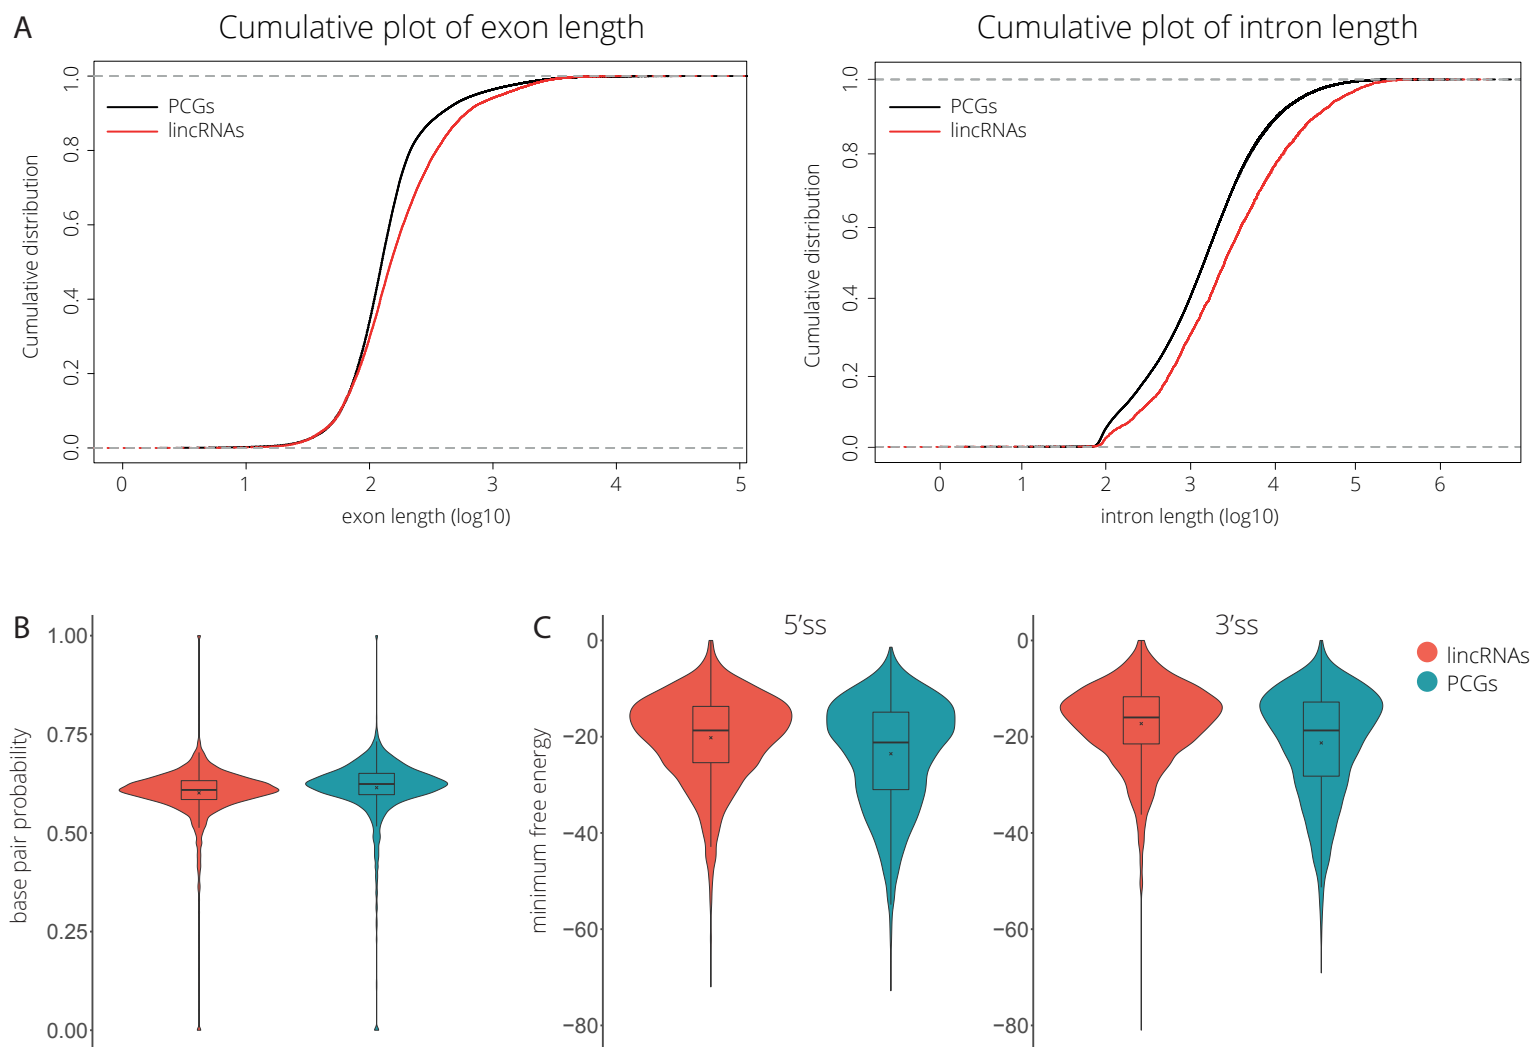 A
Cumulative plot of exon length
Cumulative distribution
0.0 0.2 0.4 0.6 0.8 1.0
PCGs
lincRNAs
0 1 2 3 4 5
exon length (log10)
Cumulative plot of intron length
Cumulative distribution
0.0 0.2 0.4 0.6 0.8 1.0
PCGs
lincRNAs
0 1 2 3 4 5 6
intron length (log10)
B
base pair probability
1.00
0.75
0.50
0.25
0.00
C
minimum free energy
5'ss
0
−20
−40
−60
−80
3'ss
0
−20
−40
−60
−80
lincRNAs
PCGs